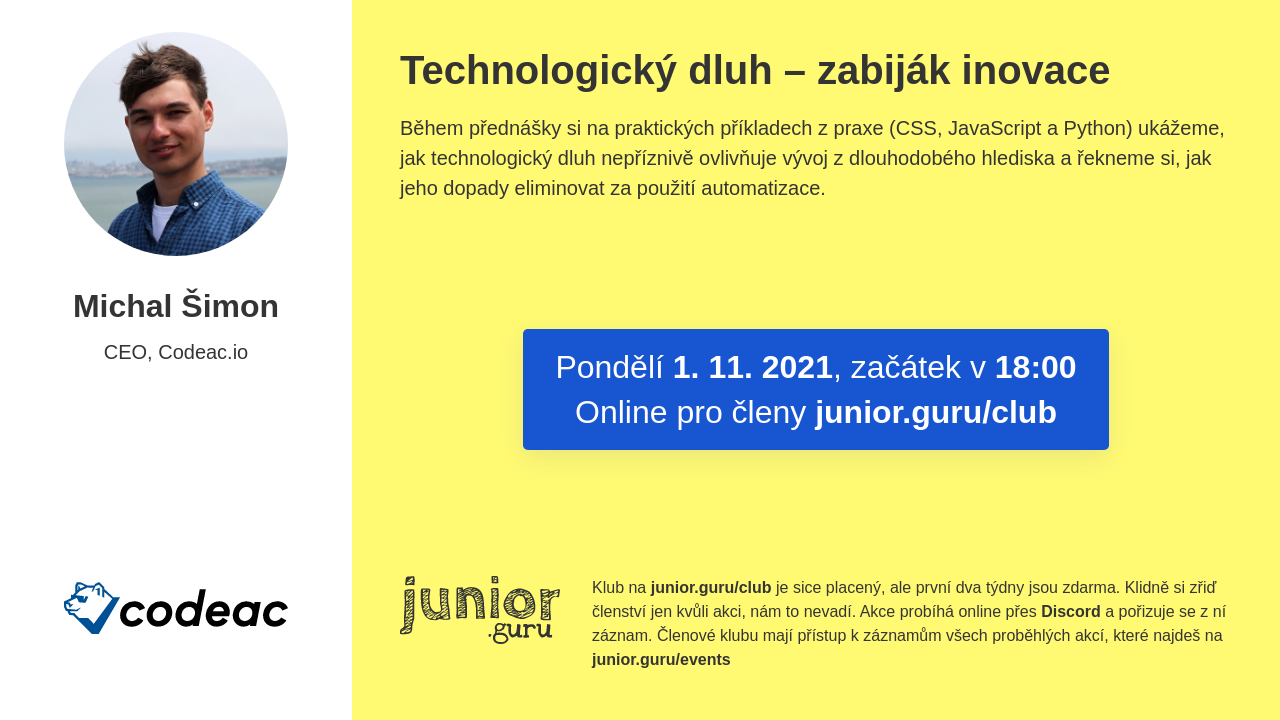 Michal Šimon
CEO, Codeac.io
codeac
Technologický dluh – zabiják inovace
Během přednášky si na praktických příkladech z praxe (CSS, JavaScript a Python) ukážeme,
jak technologický dluh nepříznivě ovlivňuje vývoj z dlouhodobého hlediska a řekneme si, jak
jeho dopady eliminovat za použití automatizace.
Pondělí 1. 11. 2021, začátek v 18:00
Online pro členy junior.guru/club
junior
.guru
Klub na junior.guru/club je sice placený, ale první dva týdny jsou zdarma. Klidně si zřiď
členství jen kvůli akci, nám to nevadí. Akce probíhá online přes Discord a pořizuje se z ní
záznam. Členové klubu mají přístup k záznamům všech proběhlých akcí, které najdeš na
junior.guru/events